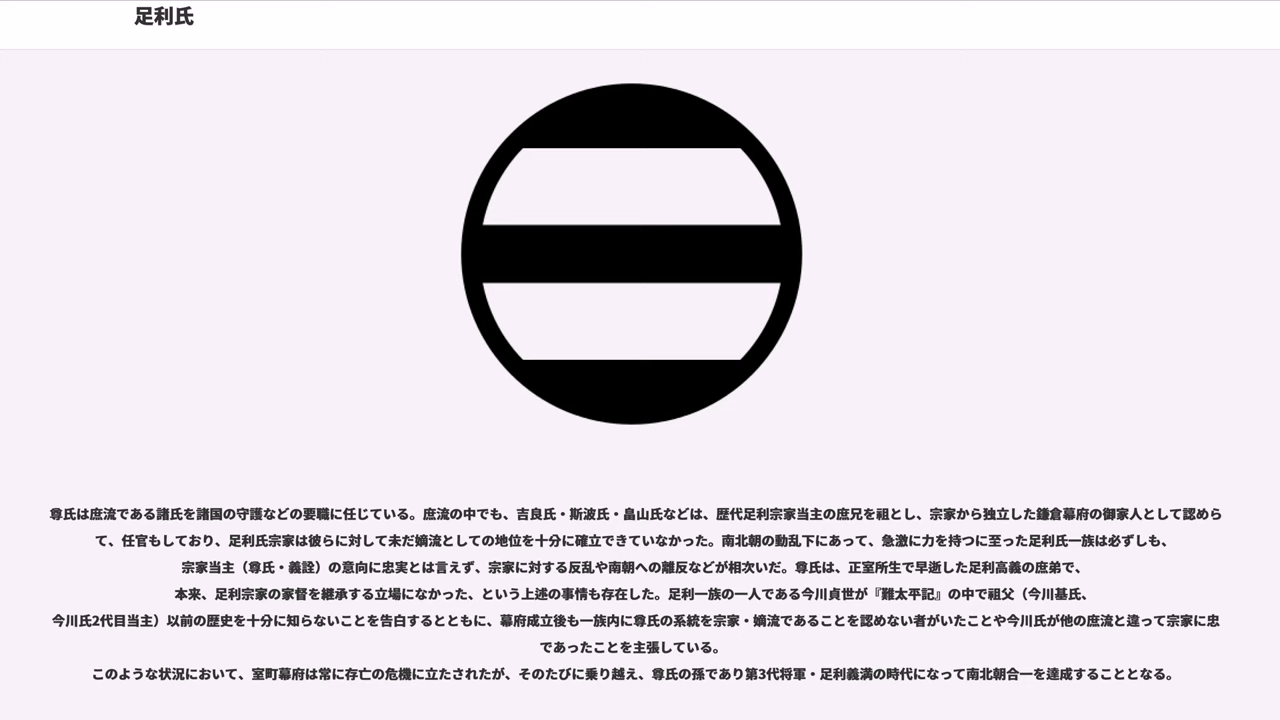 足利氏
尊氏は庶流である諸氏を諸国の守護などの要職に任じている。庶流の中でも、吉良氏・斯波氏・畠山氏などは、歴代足利宗家当主の庶兄を祖とし、宗家から独立した鎌倉幕府の御家人として認めら
て、任官もしており、足利氏宗家は彼らに対して未だ嫡流としての地位を十分に確立できていなかった。南北朝の動乱下にあって、急激に力を持つに至った足利氏一族は必ずしも、
宗家当主（尊氏・義詮）の意向に忠実とは言えず、宗家に対する反乱や南朝への離反などが相次いだ。尊氏は、正室所生で早逝した足利高義の庶弟で、
本来、足利宗家の家督を継承する立場になかった、という上述の事情も存在した。足利一族の一人である今川貞世が『難太平記』の中で祖父（今川基氏、
今川氏2代目当主）以前の歴史を十分に知らないことを告白するとともに、幕府成立後も一族内に尊氏の系統を宗家・嫡流であることを認めない者がいたことや今川氏が他の庶流と違って宗家に忠
であったことを主張している。
このような状況において、室町幕府は常に存亡の危機に立たされたが、そのたびに乗り越え、尊氏の孫であり第3代将軍・足利義満の時代になって南北朝合一を達成することとなる。